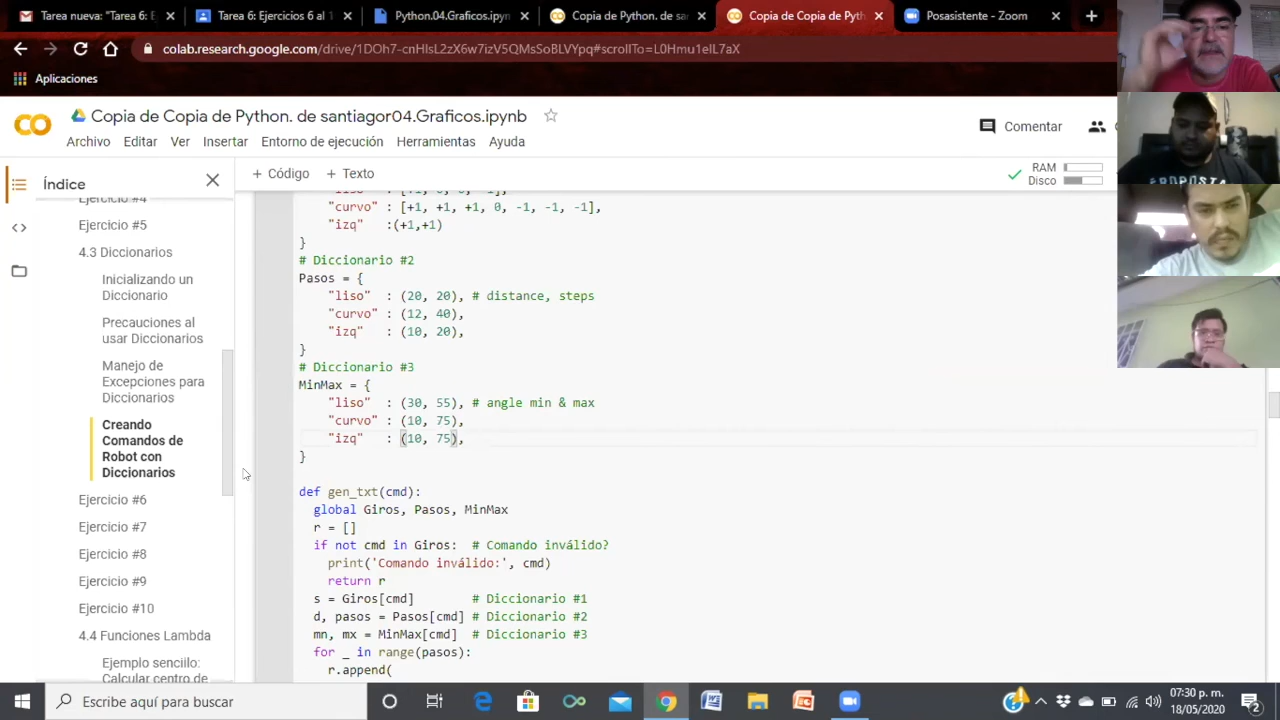 Tarea nueva: "Tarea 6: E
Tarea 6: Ejercicios 6 al 1
Python.04.Graficos.ipynb
Copia de Python. de sa
Copia de Copia de Pyth
Posasistente - Zoom
colab.research.google.com/drive/1DOh7-cnHlsL2zX6w7izV5QMsSoBLVYpq#scrollTo=L0Hmu1eIL7aX
Aplicaciones
Copia de Copia de Python. de santiagor04.Graficos.ipynb
Archivo Editar Ver Insertar Entorno de ejecución Herramientas Ayuda
Comentar
Índice
+ Código + Texto
RAM
Disco
Ejercicio #4
Ejercicio #5
4.3 Diccionarios
Inicializando un
Diccionario
Precauciones al
usar Diccionarios
Manejo de
Excepciones para
Diccionarios
Creando
Comandos de
Robot con
Diccionarios
Ejercicio #6
Ejercicio #7
Ejercicio #8
Ejercicio #9
Ejercicio #10
4.4 Funciones Lambda
Ejemplo sencillo:
Calcular centro de
"curvo" : [+1, +1, +1, 0, -1, -1, -1],
"izq" :(+1,+1)
}
# Diccionario #2
Pasos = {
"liso" : (20, 20), # distance, steps
"curvo" : (12, 40),
"izq" : (10, 20),
}
# Diccionario #3
MinMax = {
"liso" : (30, 55), # angle min & max
"curvo" : (10, 75),
"izq" : (10, 75),
}
def gen_txt(cmd):
global Giros, Pasos, MinMax
r = []
if not cmd in Giros: # Comando inválido?
print('Comando inválido:', cmd)
return r
s = Giros[cmd] # Diccionario #1
d, pasos = Pasos[cmd] # Diccionario #2
mn, mx = MinMax[cmd] # Diccionario #3
for _ in range(pasos):
r.append(
PROPOSTA
Escribe aquí para buscar
07:30 p. m.
18/05/2020
2